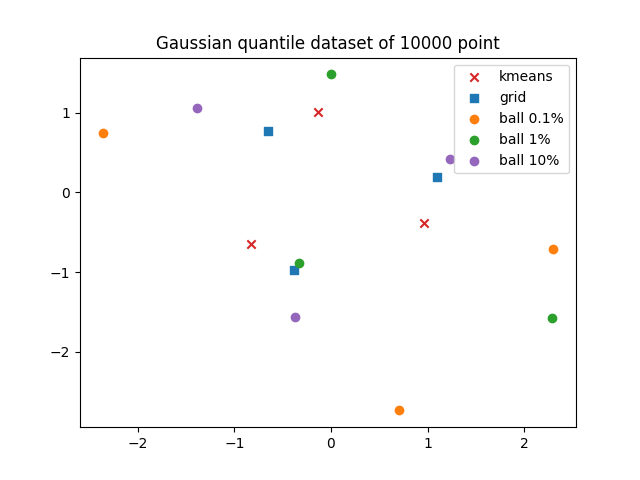 Gaussian quantile dataset of 10000 point
kmeans
grid
ball 0.1%
ball 1%
ball 10%
1
0
−1
−2
−2
−1
0
1
2